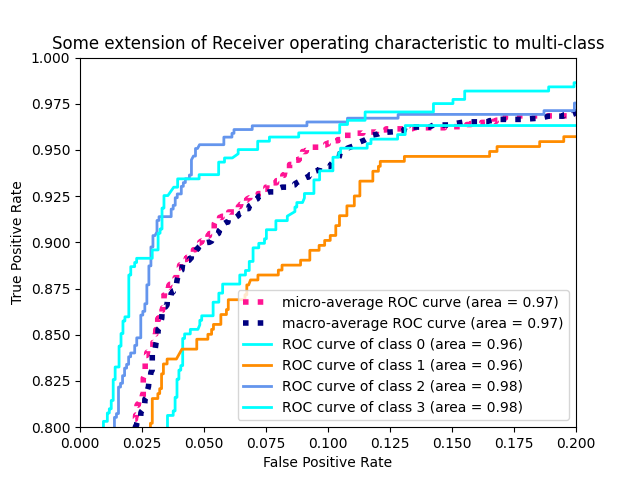 Some extension of Receiver operating characteristic to multi-class
1.000
0.975
0.950
0.925
0.900
0.875
0.850
0.825
0.800
True Positive Rate
micro-average ROC curve (area = 0.97)
macro-average ROC curve (area = 0.97)
ROC curve of class 0 (area = 0.96)
ROC curve of class 1 (area = 0.96)
ROC curve of class 2 (area = 0.98)
ROC curve of class 3 (area = 0.98)
0.000 0.025 0.050 0.075 0.100 0.125 0.150 0.175 0.200
False Positive Rate